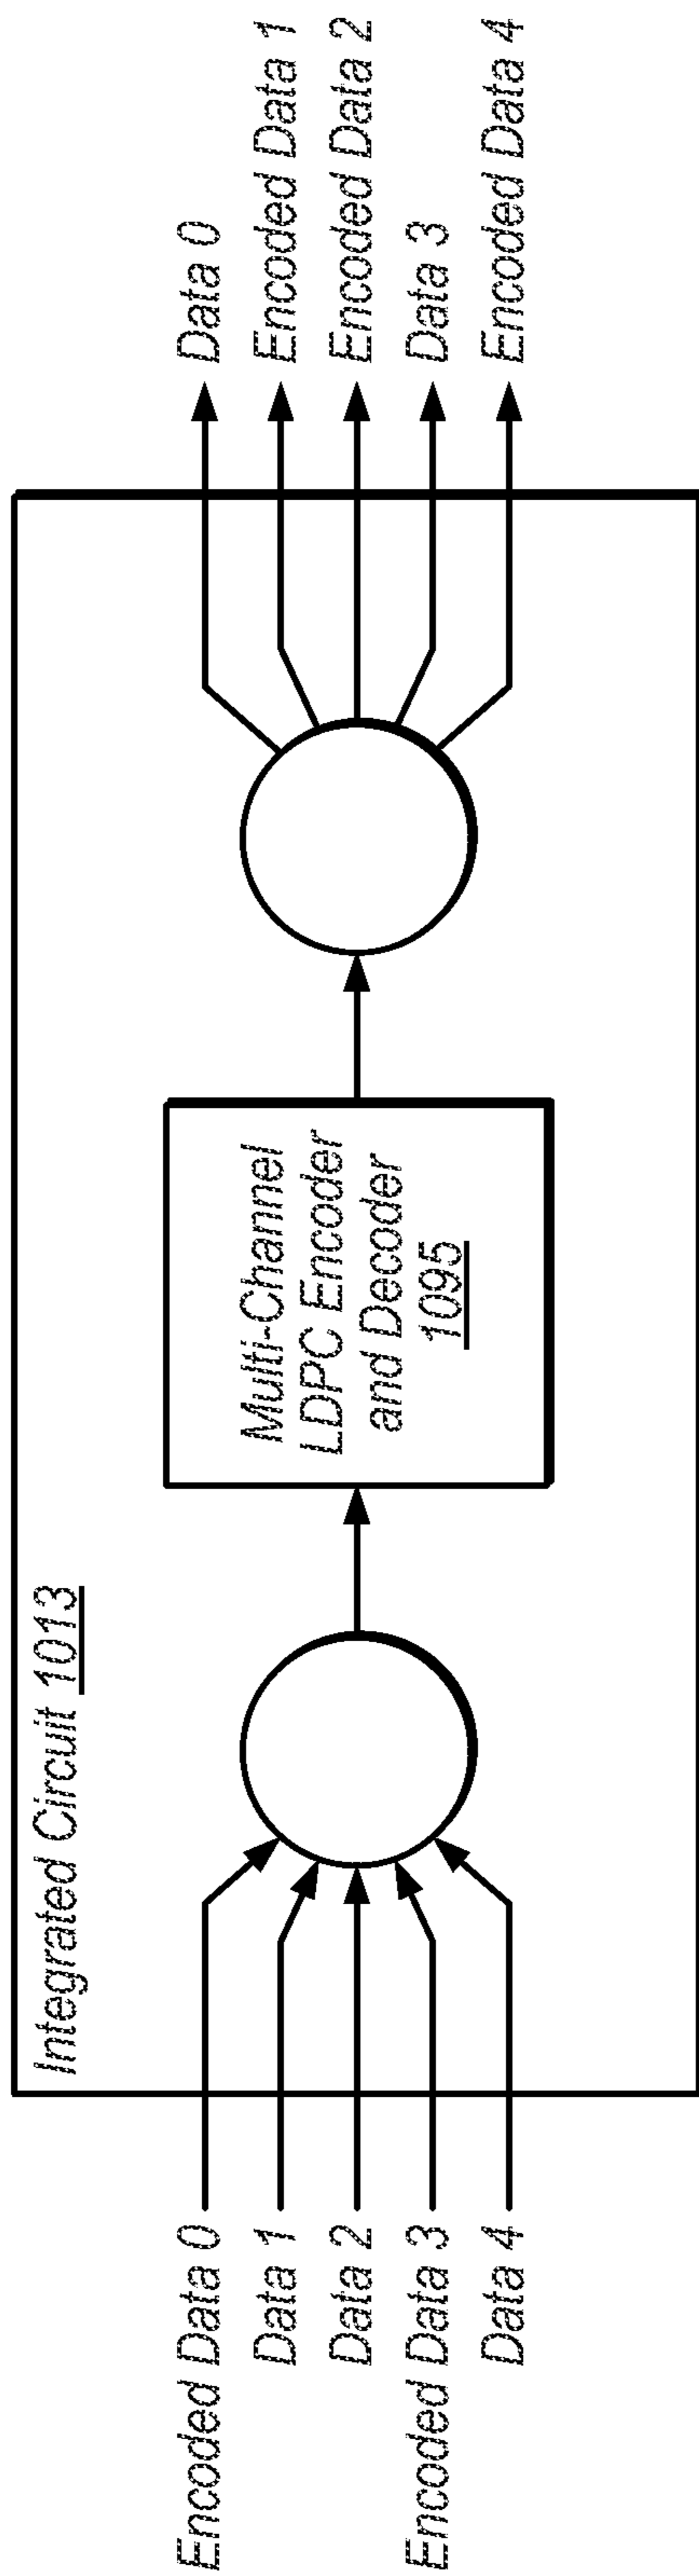 Integrated Circuit 1013
Encoded Data 0
Data 1
Data 2
Encoded Data 3
Data 4
Multi-Channel
LDPC Encoder
and Decoder
1095
Data 0
Encoded Data 1
Encoded Data 2
Data 3
Encoded Data 4